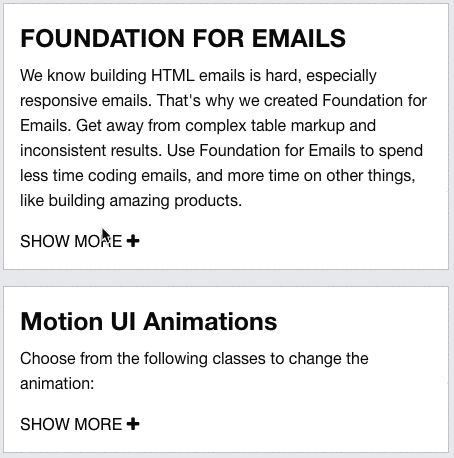 FOUNDATION FOR EMAILS
We know building HTML emails is hard, especially
responsive emails. That's why we created Foundation for
Emails. Get away from complex table markup and
inconsistent results. Use Foundation for Emails to spend
less time coding emails, and more time on other things,
like building amazing products.
SHOW MORE +
Motion UI Animations
Choose from the following classes to change the
animation:
SHOW MORE +